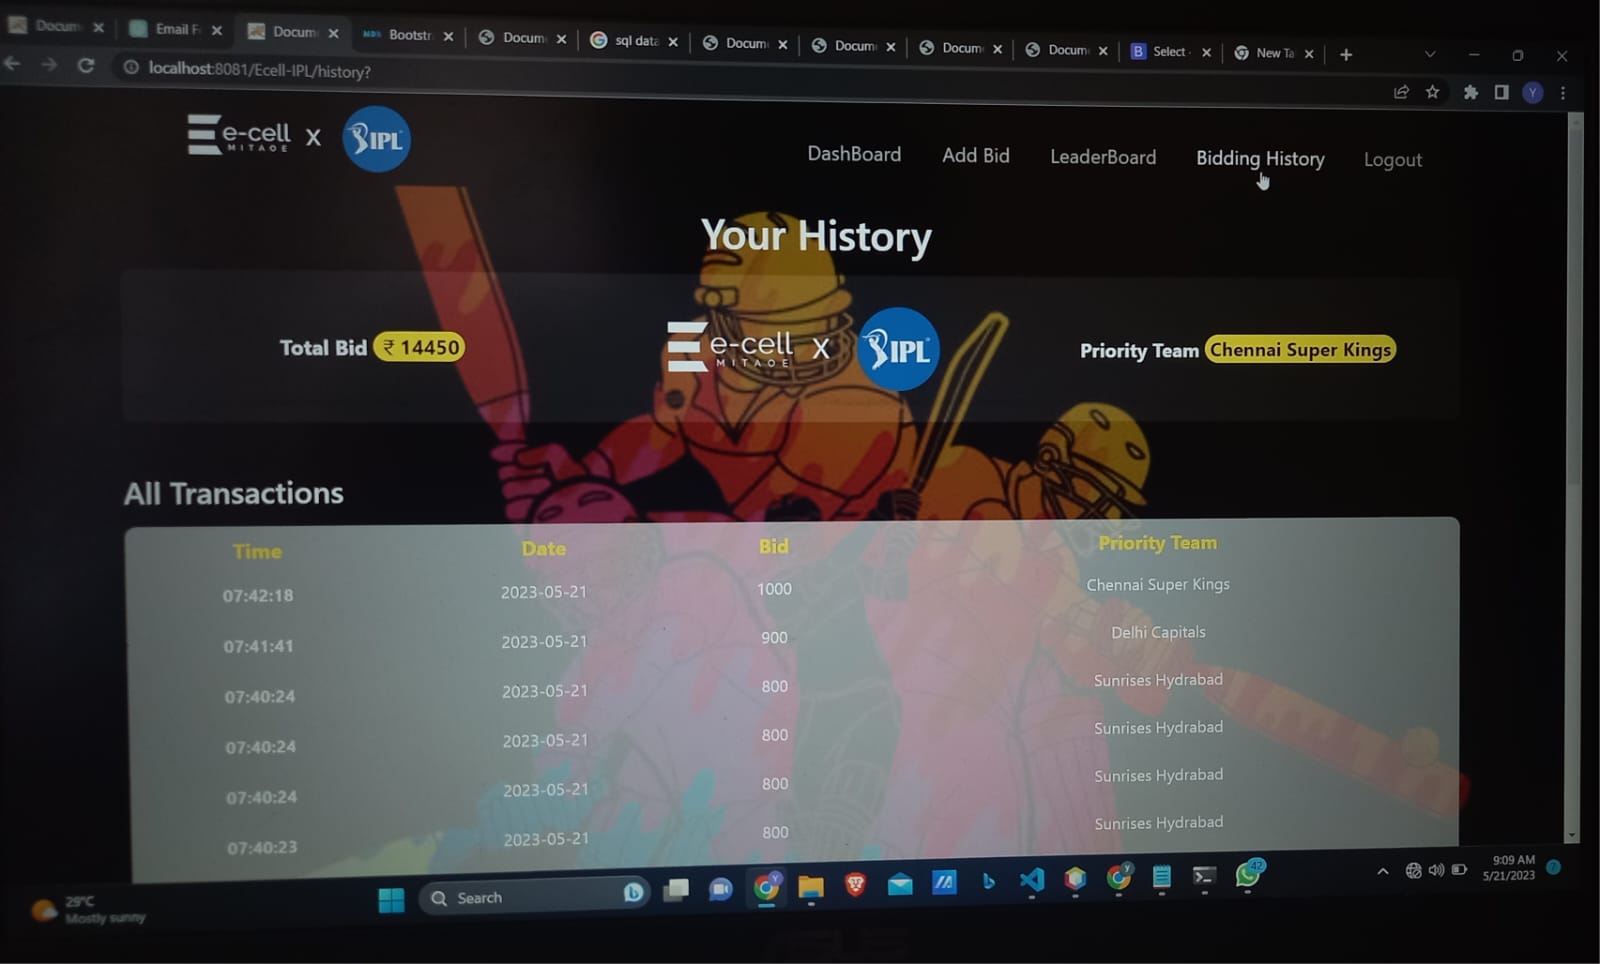 Docum
Email F
Docum
MDB
Bootstr
Docum
sql data
Docum
Docum
Docum
Docum
B Select
New Ta
localhost:8081/Ecell-IPL/history?
Y
e-cell x IPL
MITAOE
DashBoard
Add Bid
LeaderBoard
Bidding History
Logout
Your History
Total Bid ₹ 14450
e-cell x IPL
MITAOE
Priority Team Chennai Super Kings
All Transactions
Time Date Bid Priority Team
07:42:18 2023-05-21 1000 Chennai Super Kings
07:41:41 2023-05-21 900 Delhi Capitals
07:40:24 2023-05-21 800 Sunrises Hydrabad
07:40:24 2023-05-21 800 Sunrises Hydrabad
07:40:24 2023-05-21 800 Sunrises Hydrabad
07:40:23 2023-05-21 800 Sunrises Hydrabad
29°C
Mostly sunny
Search
42
9:09 AM
5/21/2023
7